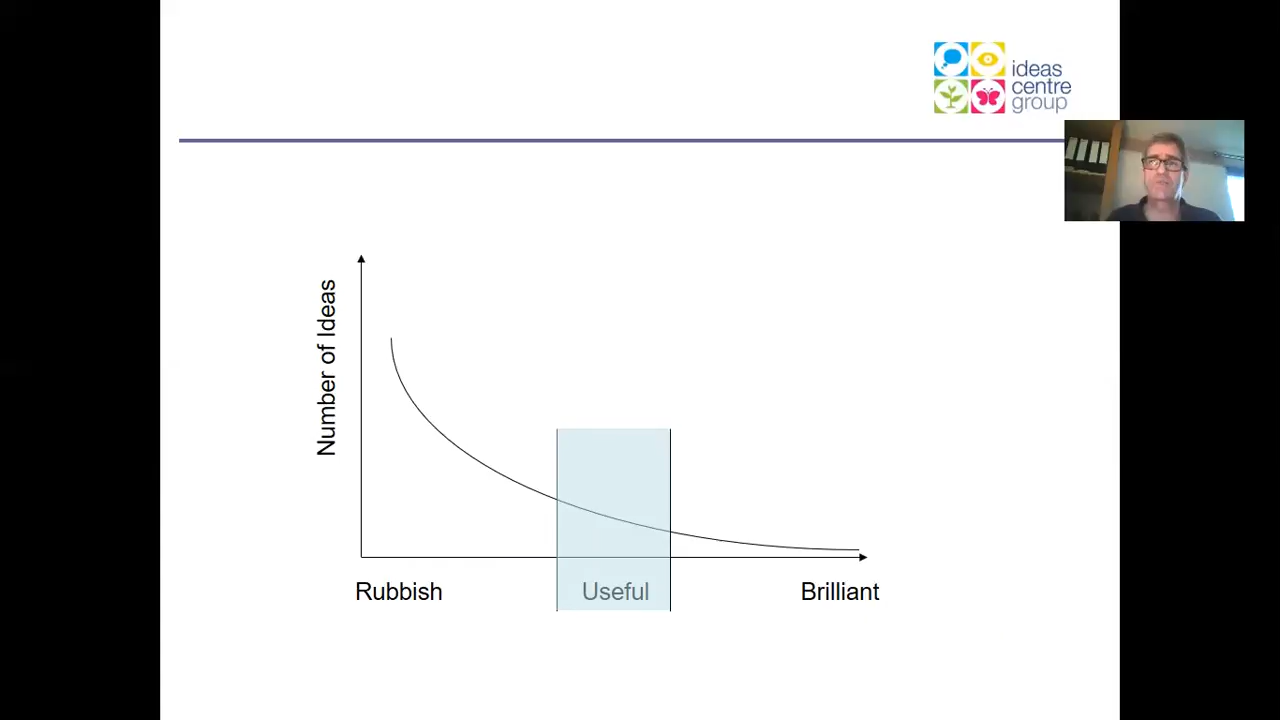 ideas
centre
group
Number of Ideas
Rubbish
Useful
Brilliant